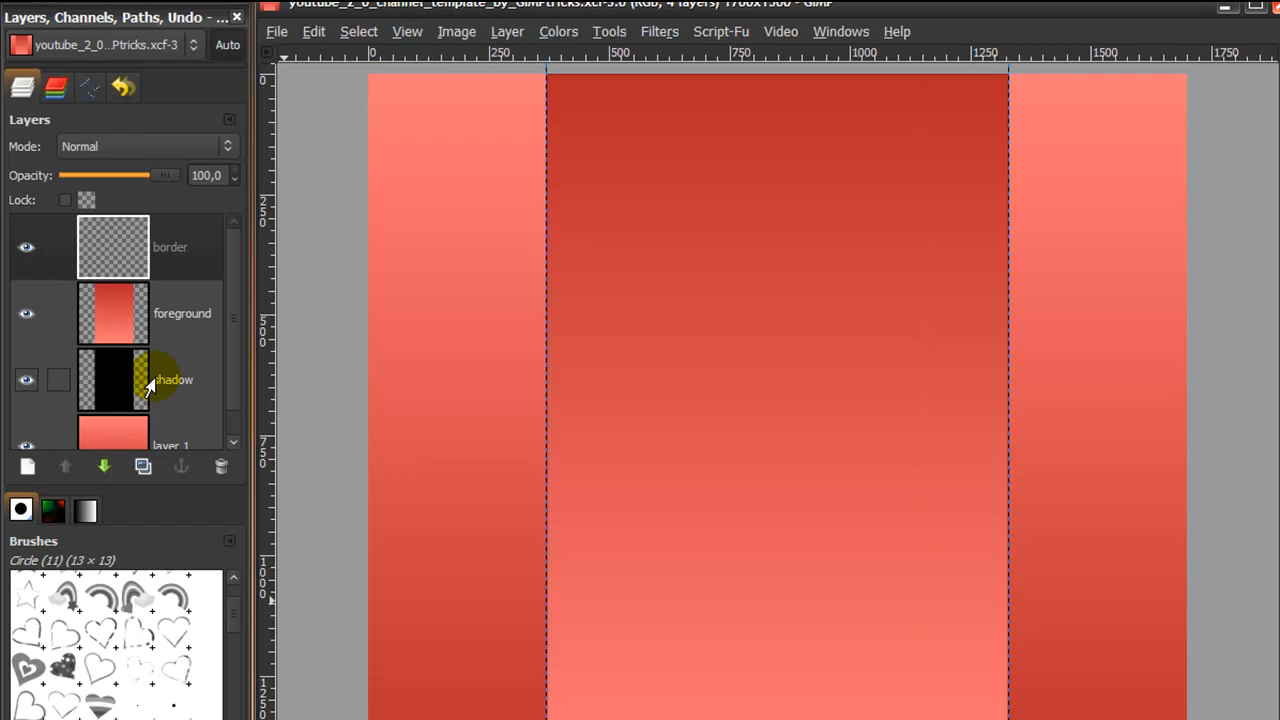 Layers, Channels, Paths, Undo - ...
youtube_2_0_channel_template_by_GIMPtricks.xcf-3.0 (RGB, 4 layers) 1700x1500 - GIMP
youtube_2_0...Ptricks.xcf-3
Auto
File Edit Select View Image Layer Colors Tools Filters Script-Fu Video Windows Help
0 250 500 750 1000 1250 1500 1750
Layers
Mode: Normal
Opacity: 100,0
Lock:
border
foreground
shadow
layer 1
0
250
500
750
1000
1250
Brushes
Circle (11) (13 × 13)